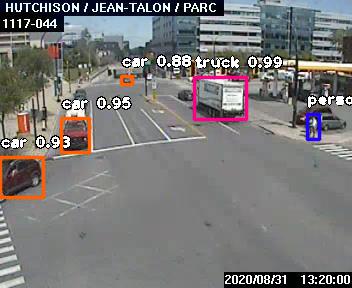 HUTCHISON / JEAN-TALON / PARC
1117-044
car 0.88
truck 0.99
car 0.95
perso
car 0.93
2020/08/31 13:20:00